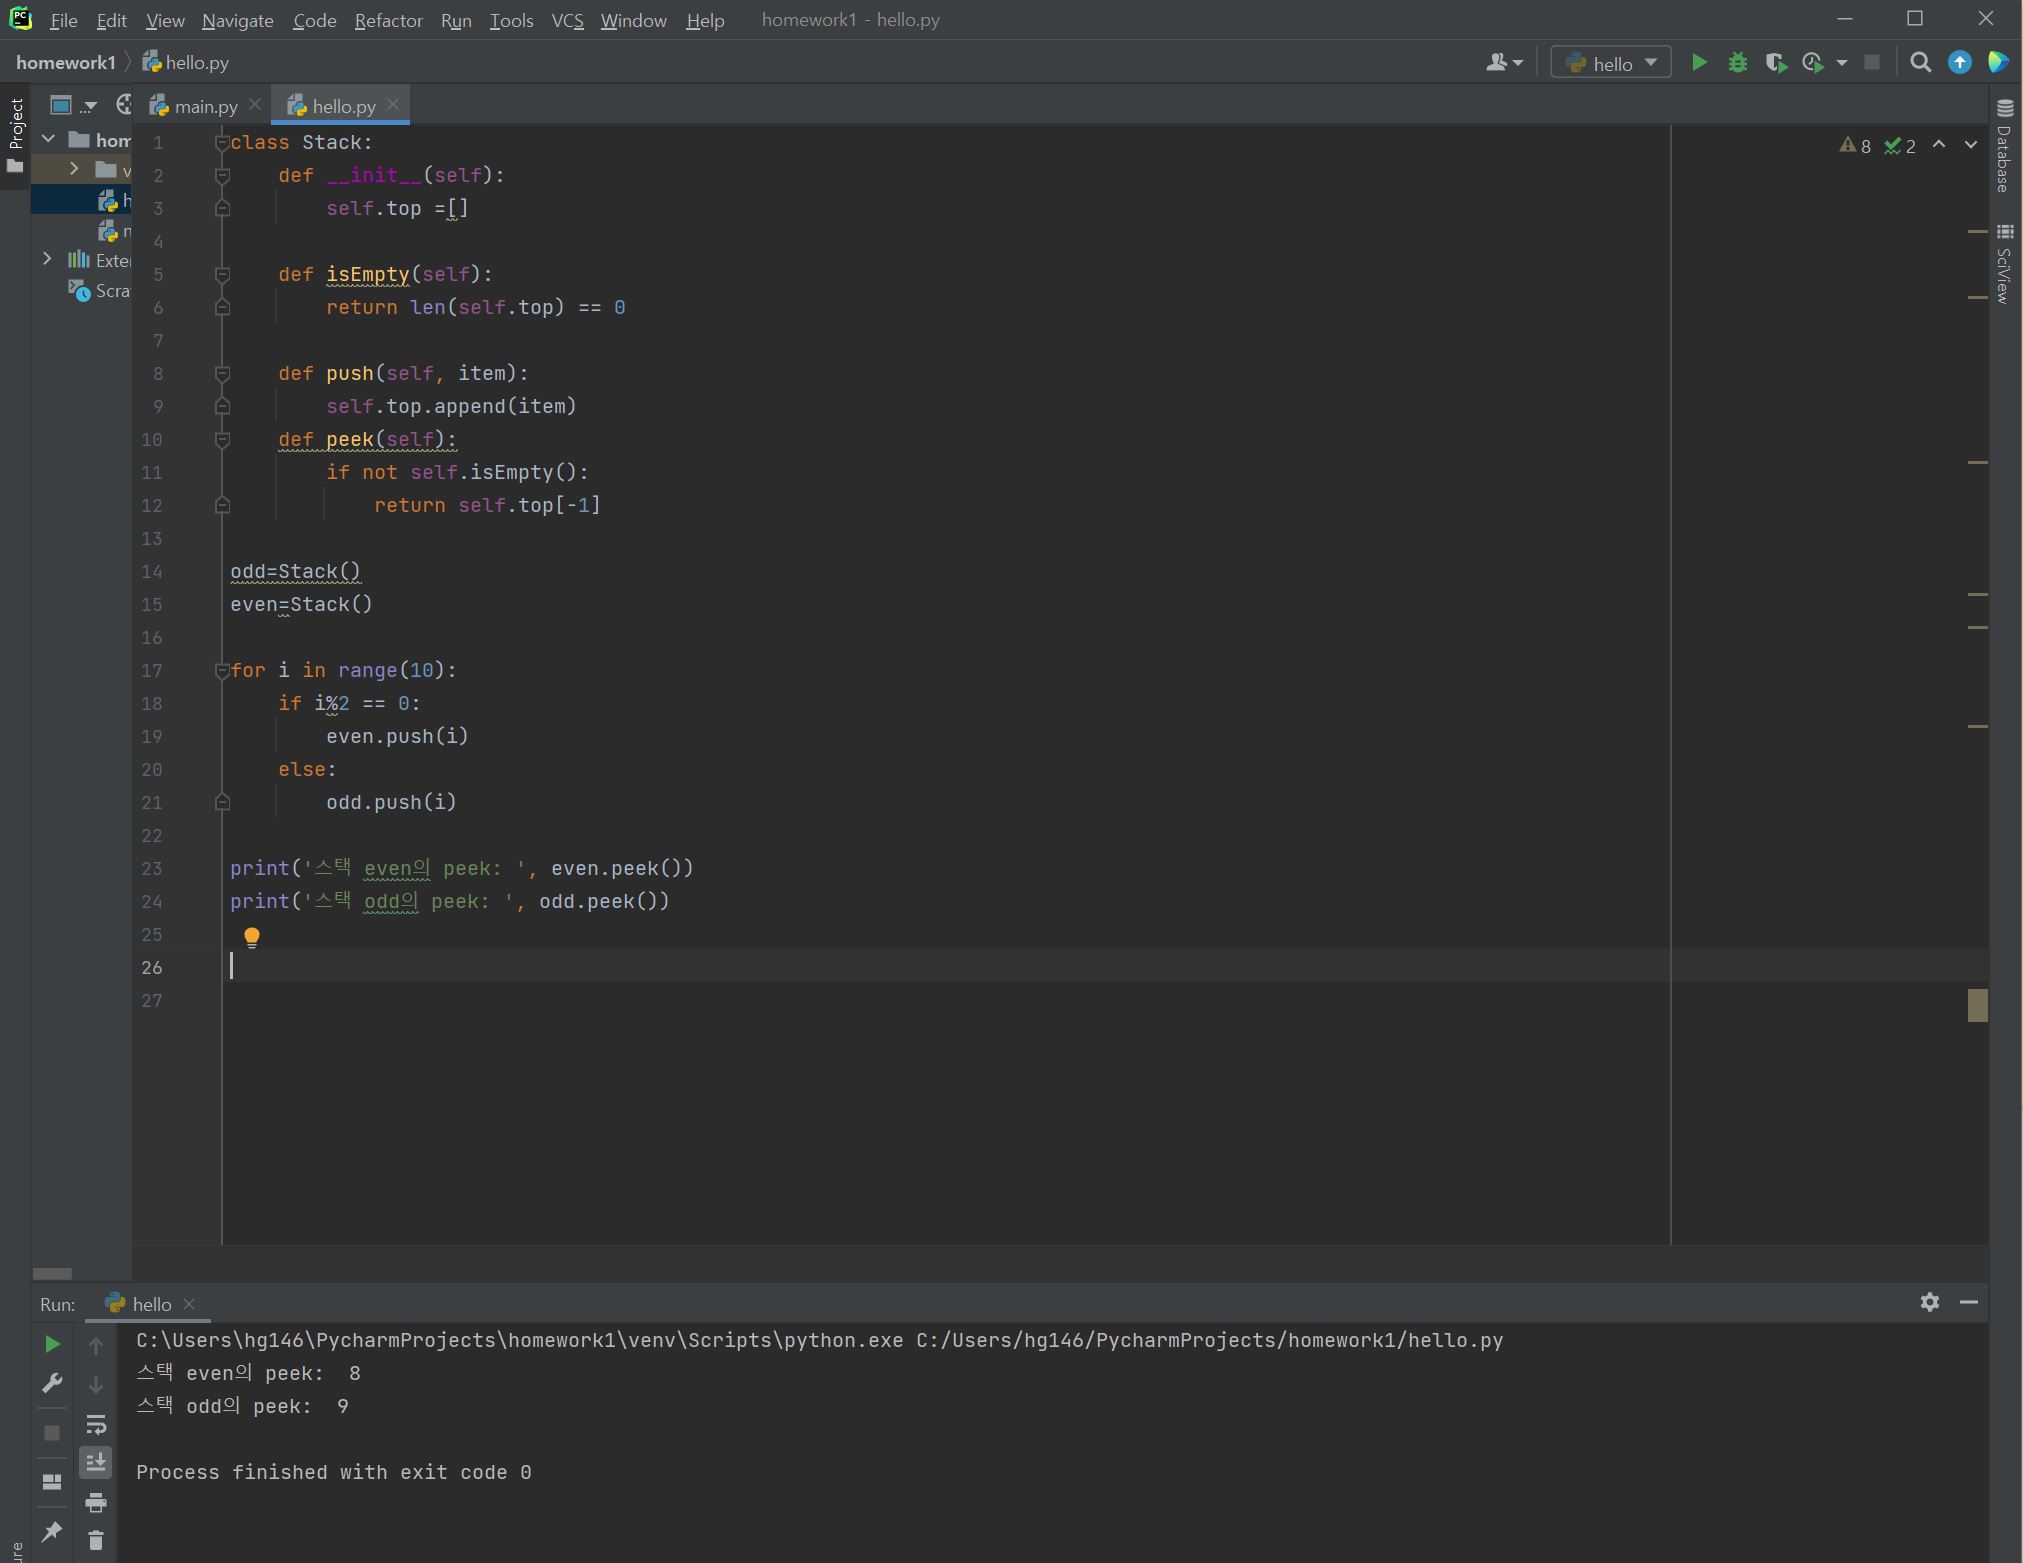 File Edit View Navigate Code Refactor Run Tools VCS Window Help homework1 - hello.py
homework1 hello.py hello
Project
... main.py hello.py
hom
v
h
Exter
Scra
8 2
Database
SciView
1 class Stack:
2 def __init__(self):
3 self.top =[]
4
5 def isEmpty(self):
6 return len(self.top) == 0
7
8 def push(self, item):
9 self.top.append(item)
10 def peek(self):
11 if not self.isEmpty():
12 return self.top[-1]
13
14 odd=Stack()
15 even=Stack()
16
17 for i in range(10):
18 if i%2 == 0:
19 even.push(i)
20 else:
21 odd.push(i)
22
23 print('스택 even의 peek: ', even.peek())
24 print('스택 odd의 peek: ', odd.peek())
25
26
27
Run: hello
C:\Users\hg146\PycharmProjects\homework1\venv\Scripts\python.exe C:/Users/hg146/PycharmProjects/homework1/hello.py
스택 even의 peek:  8
스택 odd의 peek:  9
Process finished with exit code 0
ure